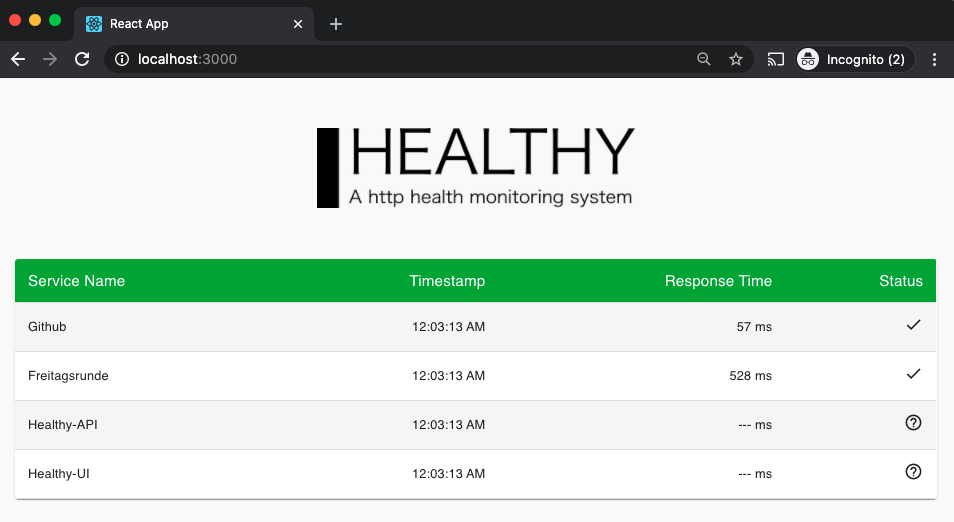 React App
localhost:3000
Incognito (2)
HEALTHY
A http health monitoring system
Service Name Timestamp Response Time Status
Github 12:03:13 AM 57 ms
Freitagsrunde 12:03:13 AM 528 ms
Healthy-API 12:03:13 AM --- ms
Healthy-UI 12:03:13 AM --- ms